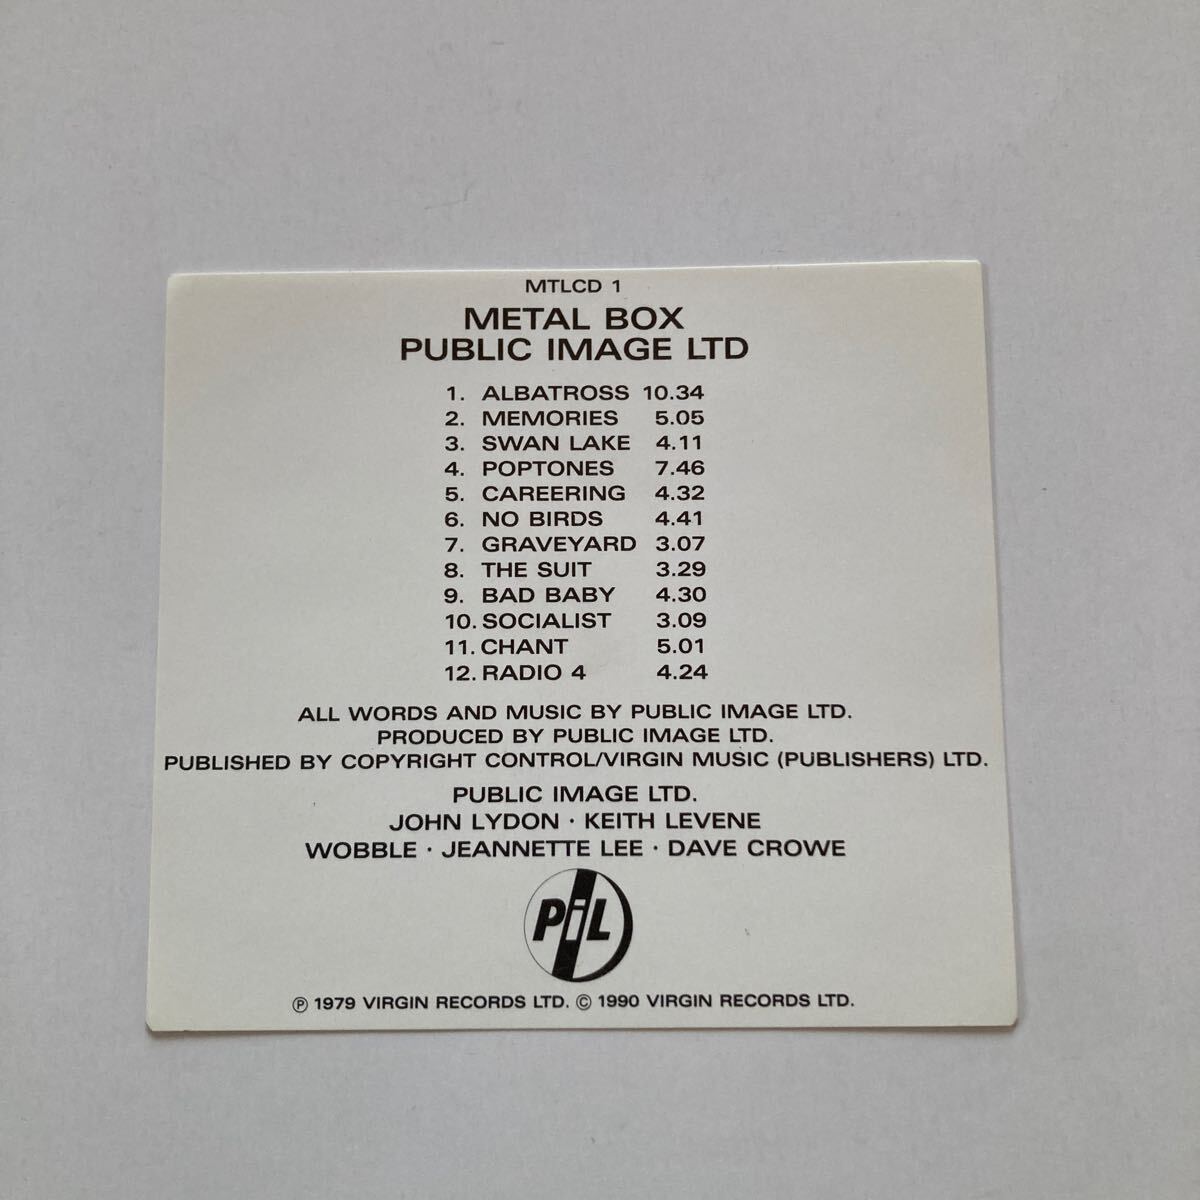 MTLCD 1
METAL BOX
PUBLIC IMAGE LTD
1. ALBATROSS 10.34
2. MEMORIES 5.05
3. SWAN LAKE 4.11
4. POPTONES 7.46
5. CAREERING 4.32
6. NO BIRDS 4.41
7. GRAVEYARD 3.07
8. THE SUIT 3.29
9. BAD BABY 4.30
10. SOCIALIST 3.09
11. CHANT 5.01
12. RADIO 4 4.24
ALL WORDS AND MUSIC BY PUBLIC IMAGE LTD.
PRODUCED BY PUBLIC IMAGE LTD.
PUBLISHED BY COPYRIGHT CONTROL/VIRGIN MUSIC (PUBLISHERS) LTD.
PUBLIC IMAGE LTD.
JOHN LYDON · KEITH LEVENE
WOBBLE · JEANNETTE LEE · DAVE CROWE
PiL
℗ 1979 VIRGIN RECORDS LTD. © 1990 VIRGIN RECORDS LTD.